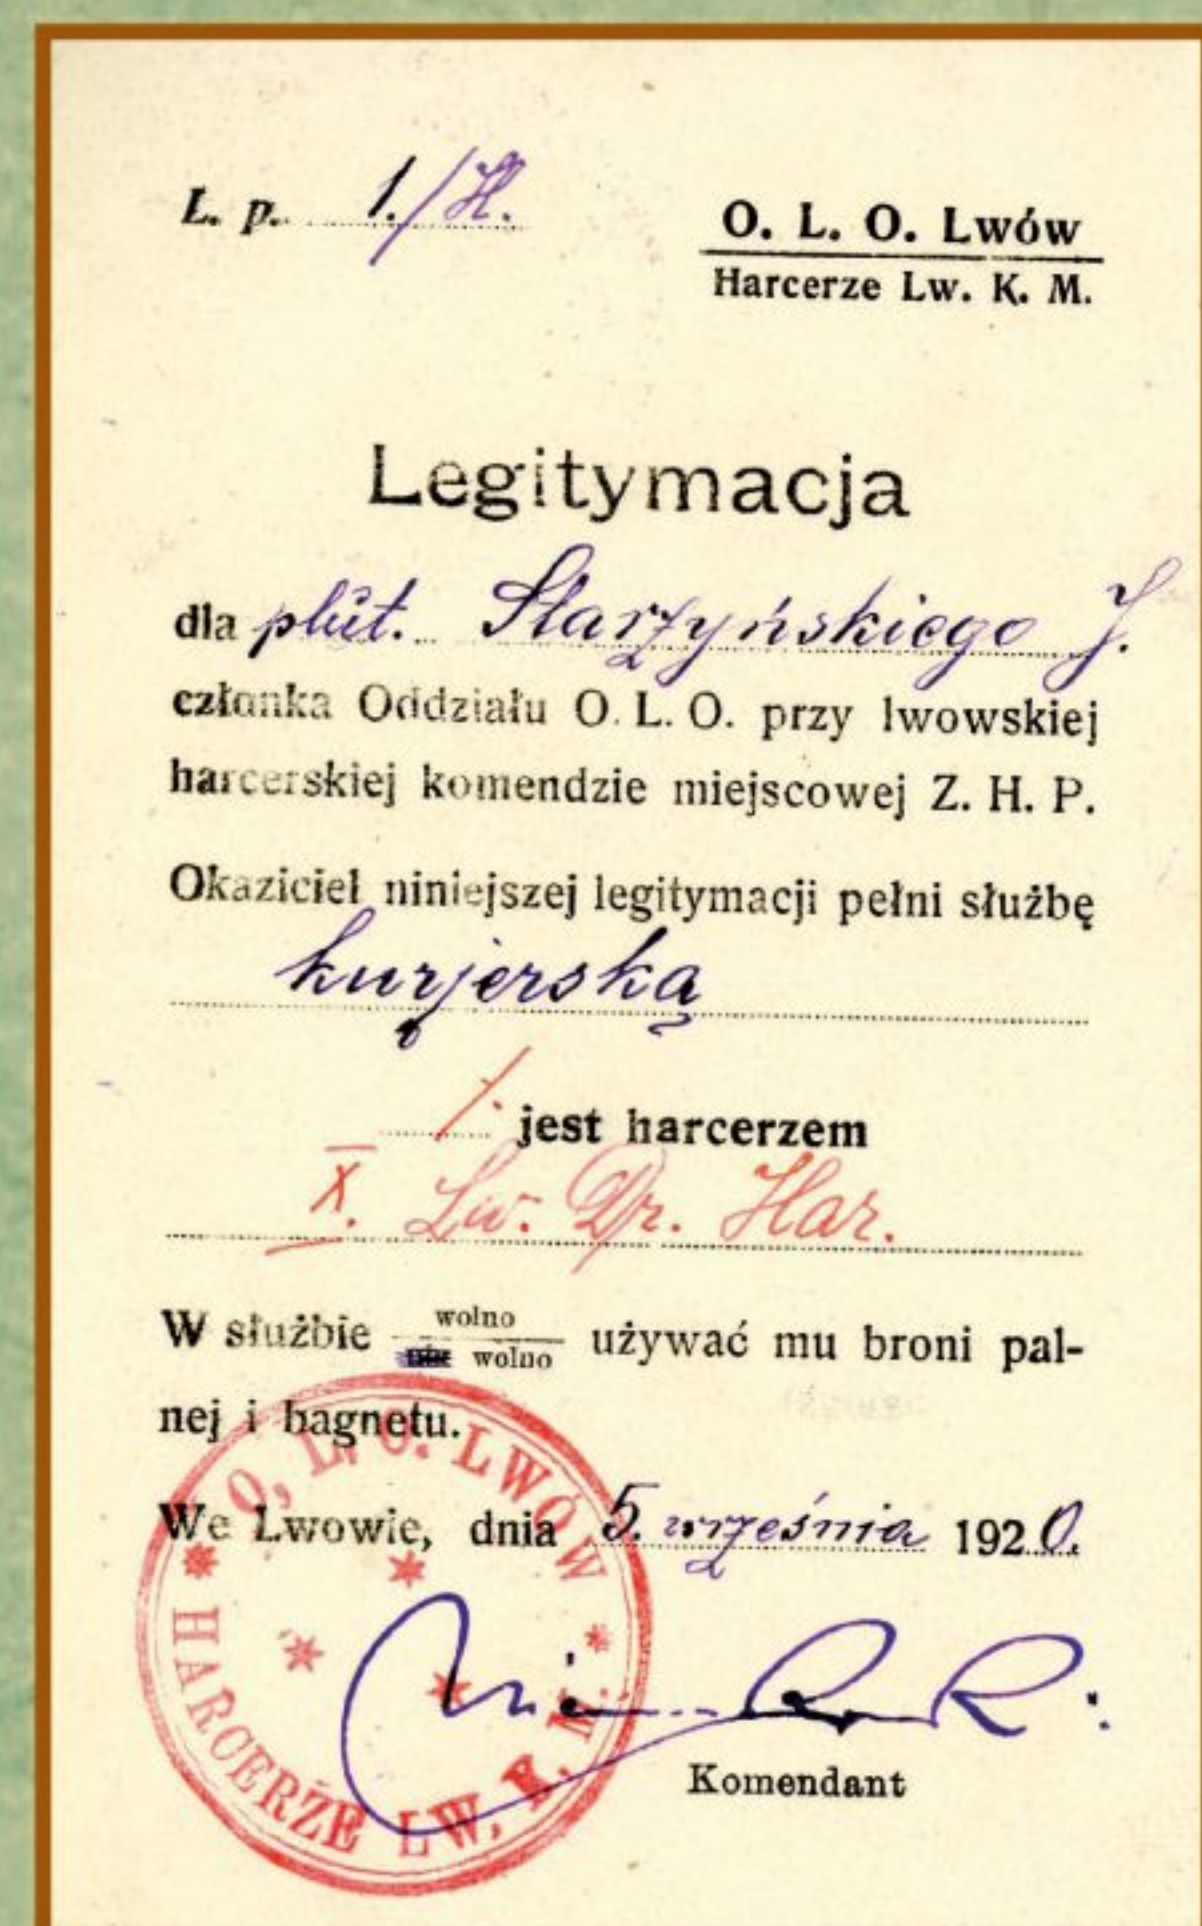 L. p. 1./H.
O. L. O. Lwów
Harcerze Lw. K. M.
Legitymacja
dla plut. Starzyńskiego J.
członka Oddziału O. L. O. przy lwowskiej
harcerskiej komendzie miejscowej Z. H. P.
Okaziciel niniejszej legitymacji pełni służbę
kurjerską
/. jest harcerzem
X. Lw. Dr. Har.
W służbie wolno używać mu broni pal-
nie wolno
nej i bagnetu.
We Lwowie, dnia 5. września 1920.
Komendant
O. L. O. LWÓW
HARCERZE LW. K. M.